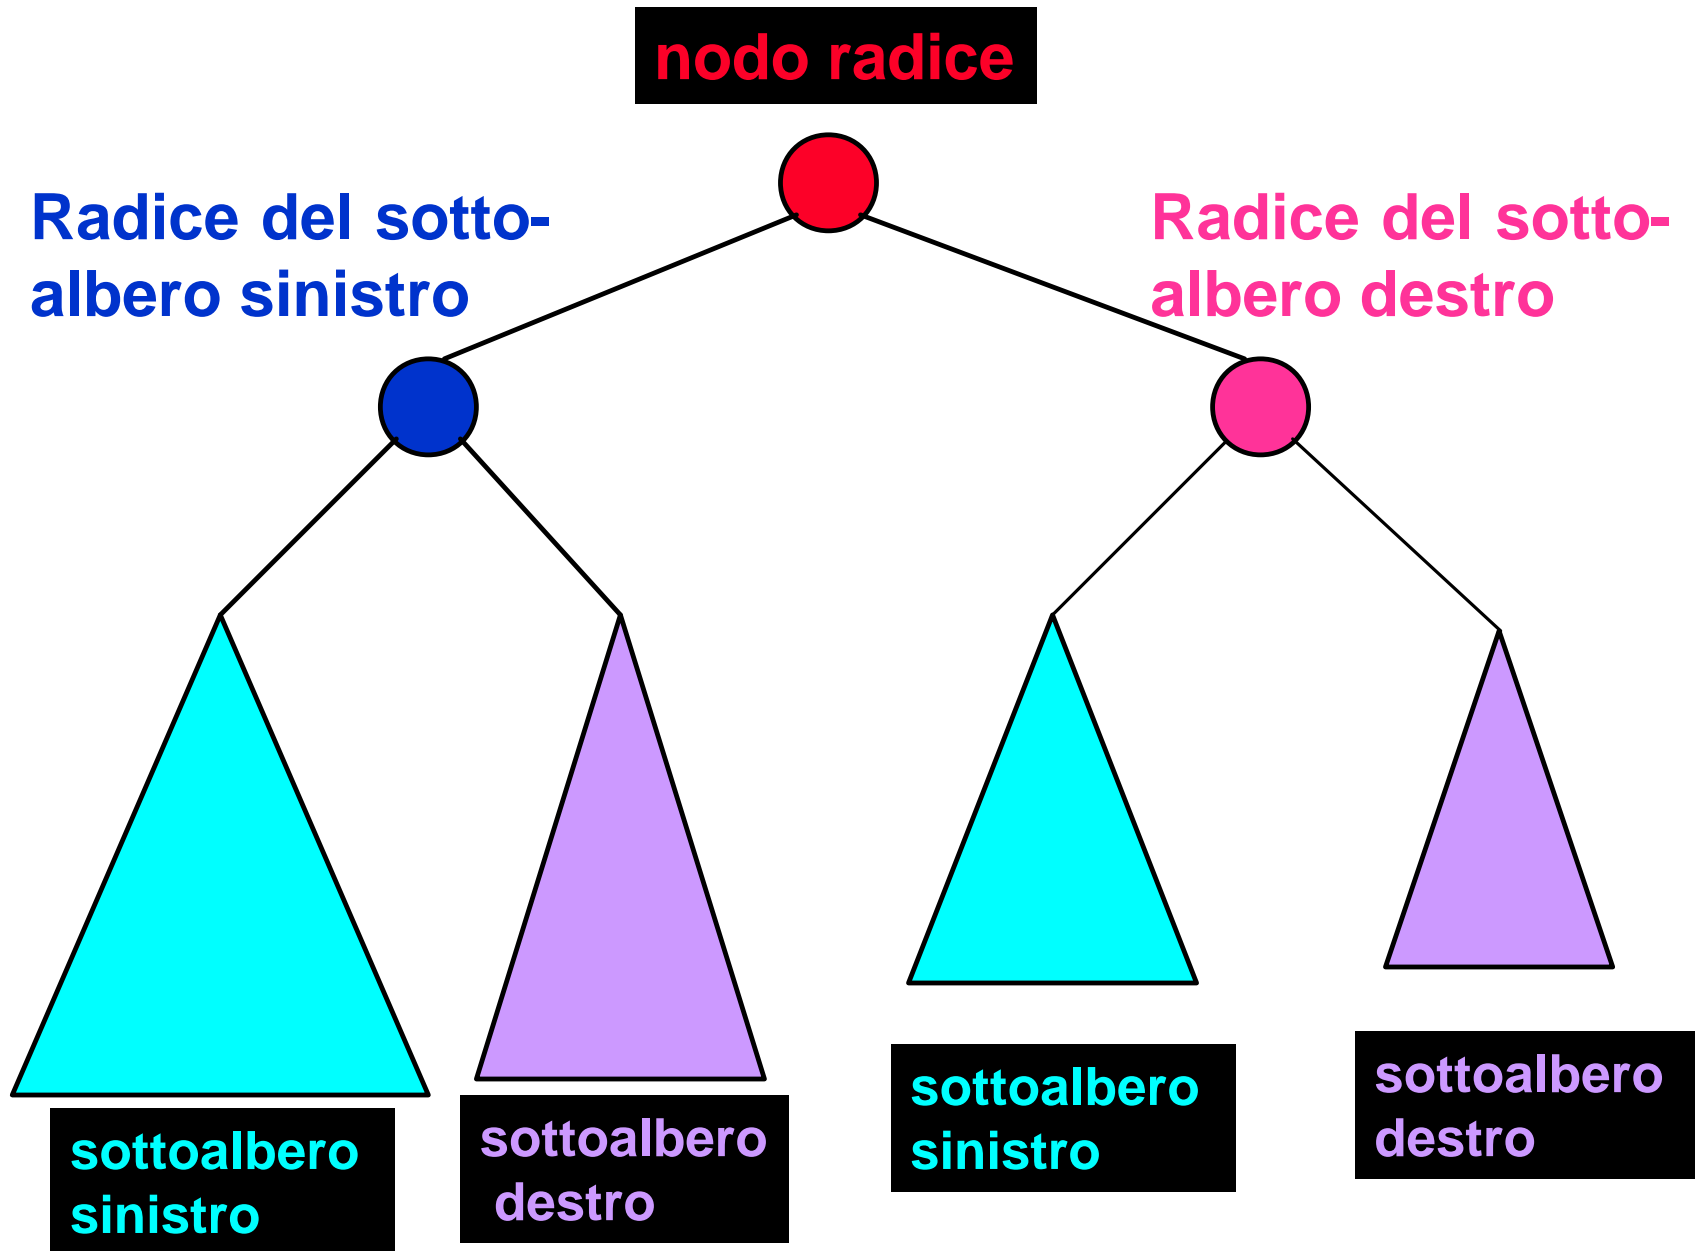 nodo radice
Radice del sotto-
albero sinistro
Radice del sotto-
albero destro
sottoalbero
sinistro
sottoalbero
destro
sottoalbero
sinistro
sottoalbero
destro